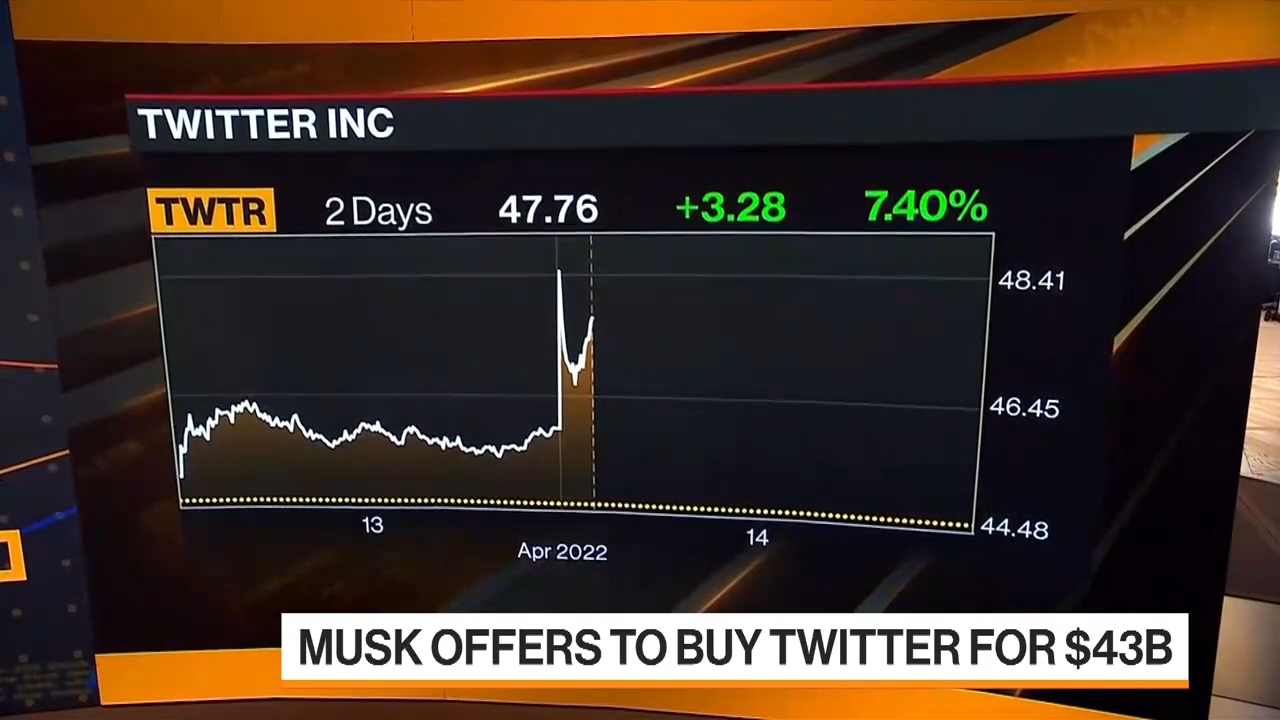 TWITTER INC
TWTR 2 Days 47.76 +3.28 7.40%
48.41
46.45
44.48
13 14
Apr 2022
MUSK OFFERS TO BUY TWITTER FOR $43B